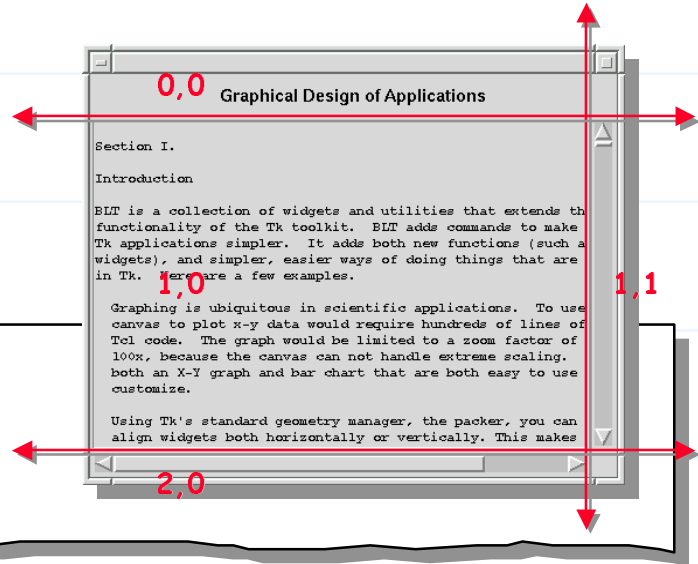 0,0
Graphical Design of Applications
Section I.
Introduction
BLT is a collection of widgets and utilities that extends th
functionality of the Tk toolkit.  BLT adds commands to make
Tk applications simpler.  It adds both new functions (such a
widgets), and simpler, easier ways of doing things that are
in Tk.  Here are a few examples.
1,0
1,1
Graphing is ubiquitous in scientific applications.  To use
canvas to plot x-y data would require hundreds of lines of
Tcl code.  The graph would be limited to a zoom factor of
100x, because the canvas can not handle extreme scaling.
both an X-Y graph and bar chart that are both easy to use
customize.
Using Tk's standard geometry manager, the packer, you can
align widgets both horizontally or vertically. This makes
2,0